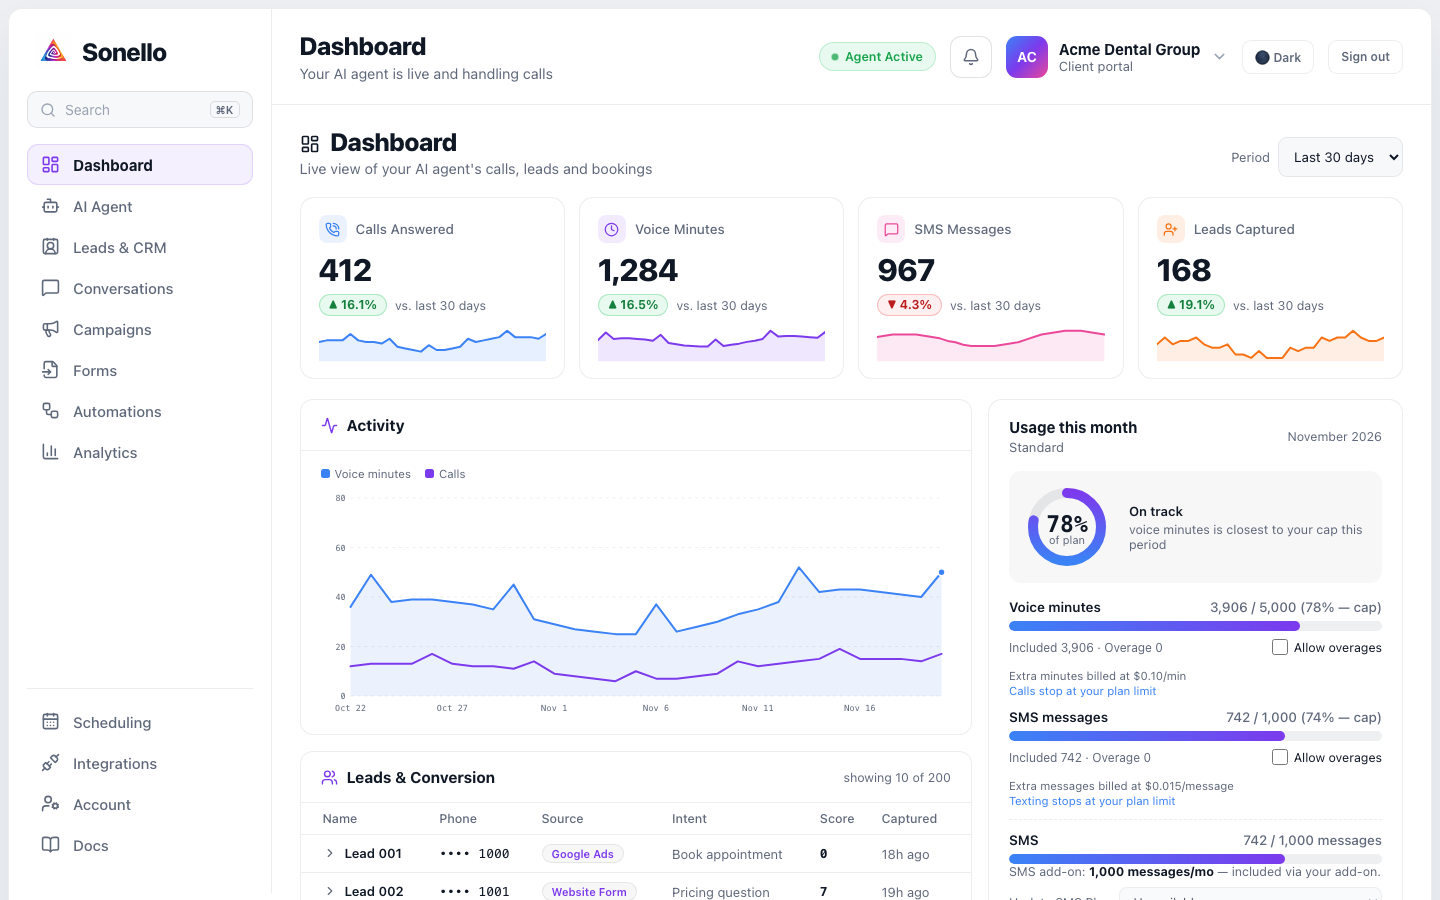 Sonello
Search ⌘K
Dashboard
AI Agent
Leads & CRM
Conversations
Campaigns
Forms
Automations
Analytics
Scheduling
Integrations
Account
Docs
Dashboard
Your AI agent is live and handling calls
Agent Active
AC
Acme Dental Group
Client portal
Dark
Sign out
Dashboard
Live view of your AI agent's calls, leads and bookings
Period Last 30 days
Calls Answered
412
▲ 16.1% vs. last 30 days
Voice Minutes
1,284
▲ 16.5% vs. last 30 days
SMS Messages
967
▼ 4.3% vs. last 30 days
Leads Captured
168
▲ 19.1% vs. last 30 days
Activity
Voice minutes Calls
80
60
40
20
0
Oct 22 Oct 27 Nov 1 Nov 6 Nov 11 Nov 16
Leads & Conversion showing 10 of 200
Name Phone Source Intent Score Captured
Lead 001 •••• 1000 Google Ads Book appointment 0 18h ago
Lead 002 •••• 1001 Website Form Pricing question 7 19h ago
Usage this month
Standard
November 2026
78%
of plan
On track
voice minutes is closest to your cap this
period
Voice minutes 3,906 / 5,000 (78% — cap)
Included 3,906 · Overage 0 Allow overages
Extra minutes billed at $0.10/min
Calls stop at your plan limit
SMS messages 742 / 1,000 (74% — cap)
Included 742 · Overage 0 Allow overages
Extra messages billed at $0.015/message
Texting stops at your plan limit
SMS 742 / 1,000 messages
SMS add-on: 1,000 messages/mo — included via your add-on.